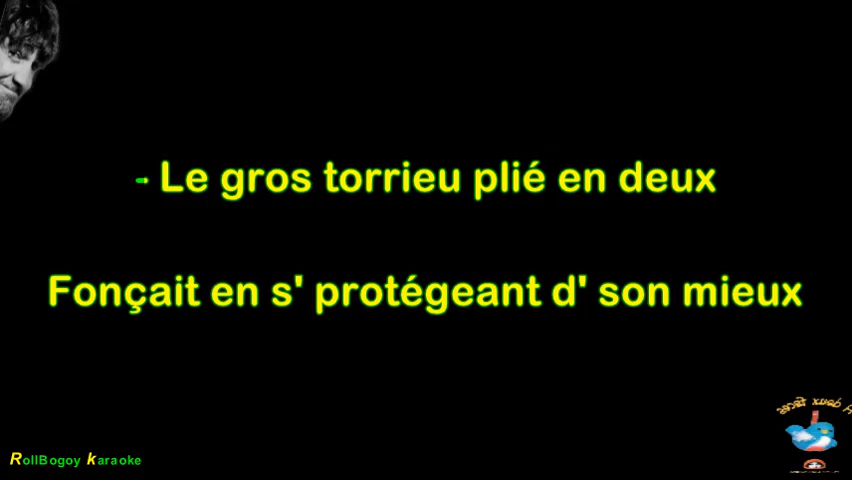 - Le gros torrieu plié en deux
Fonçait en s' protégeant d' son mieux
RollBogoy karaoke